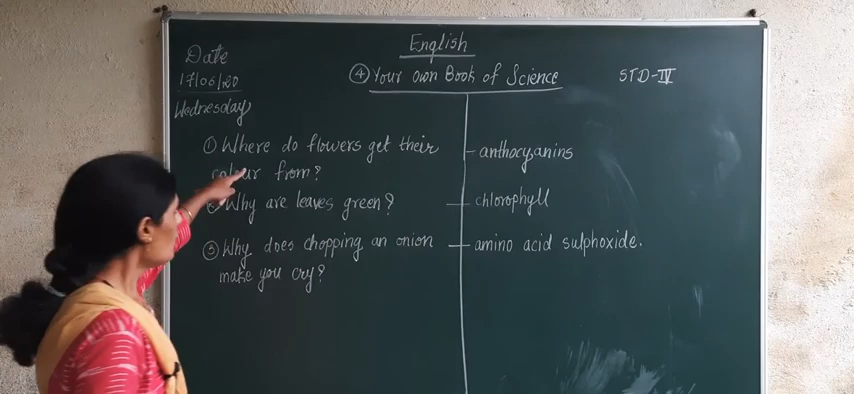 English
Date
17/06/20
Wednesday
④ Your own Book of Science
STD-IV
① Where do flowers get their
colour from?
anthocyanins
② Why are leaves green?
chlorophyll
③ Why does chopping an onion
make you cry?
amino acid sulphoxide.